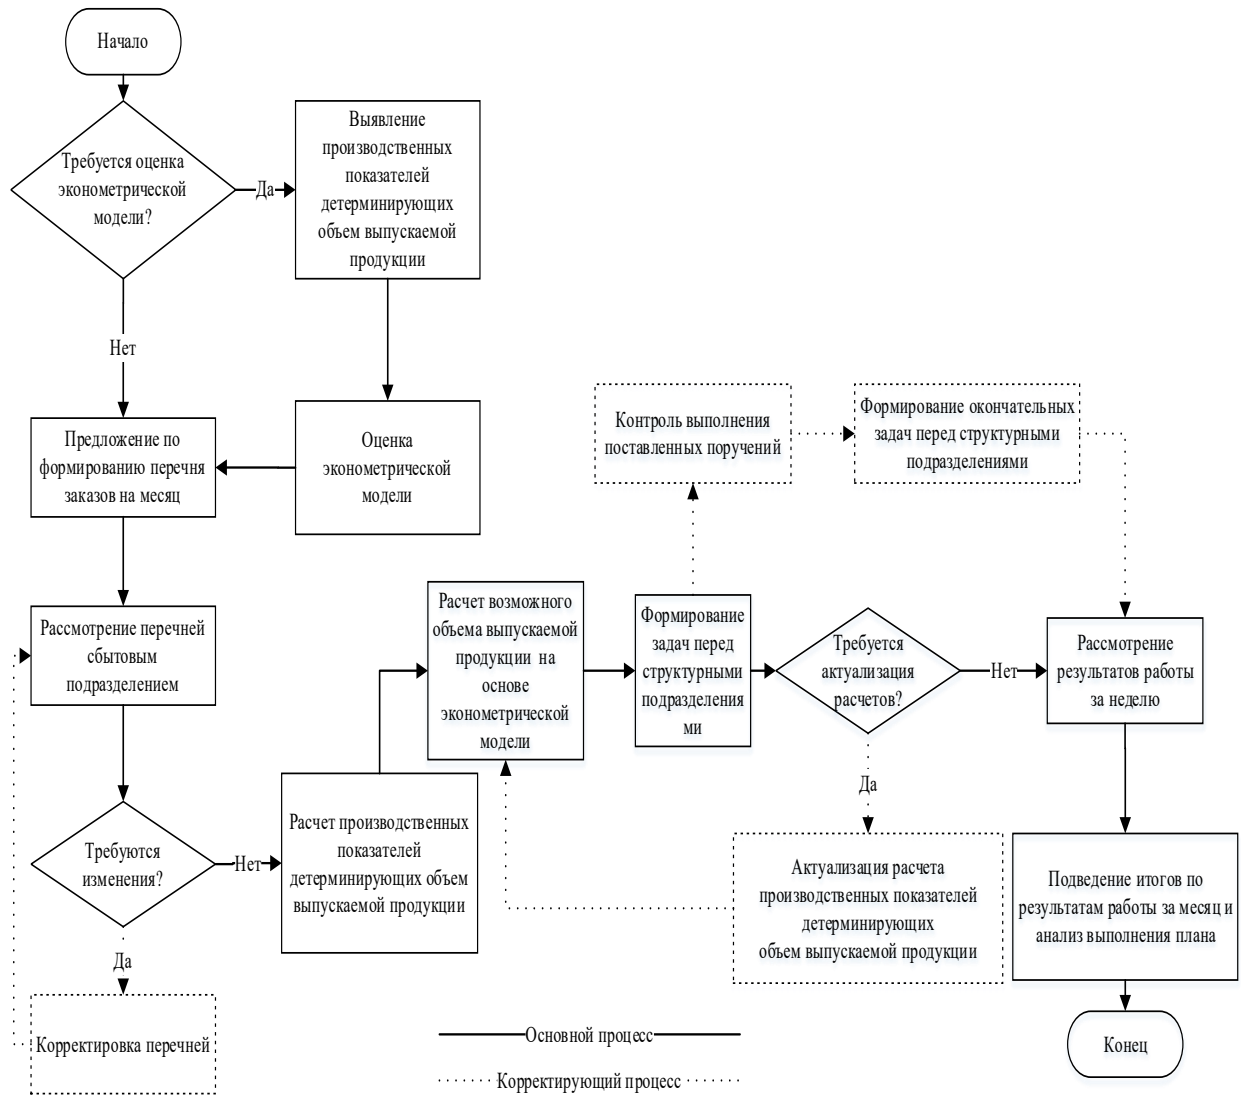 Начало
Требуется оценка
эконометрической
модели?
Да
Выявление
производственных
показателей
детерминирующих
объем выпускаемой
продукции
Нет
Предложение по
формированию перечня
заказов на месяц
Оценка
эконометрической
модели
Контроль выполнения
поставленных поручений
Формирование окончательных
задач перед структурными
подразделениями
Рассмотрение перечней
сбытовым
подразделением
Расчет возможного
объема выпускаемой
продукции на
основе
эконометрической
модели
Формирование
задач перед
структурными
подразделения
ми
Требуется
актуализация
расчетов?
Нет
Рассмотрение
результатов работы
за неделю
Да
Требуются
изменения?
Нет
Расчет производственных
показателей
детерминирующих объем
выпускаемой продукции
Актуализация расчета
производственных показателей
детерминирующих
объем выпускаемой продукции
Подведение итогов по
результатам работы за месяц и
анализ выполнения плана
Да
Корректировка перечней
Основной процесс
Корректирующий процесс
Конец